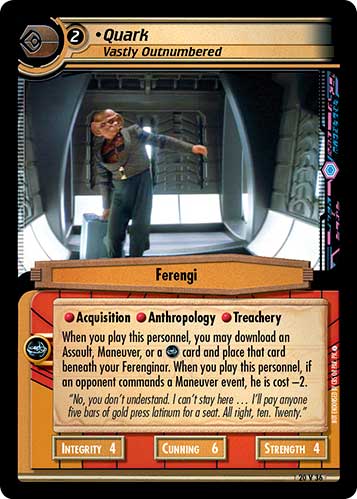 2
•Quark
Vastly Outnumbered
Ferengi
Acquisition Anthropology Treachery
When you play this personnel, you may download an
Assault, Maneuver, or a card and place that card
beneath your Ferenginar. When you play this personnel, if
an opponent commands a Maneuver event, he is cost -2.
"No, you don't understand. I can't stay here ... I'll pay anyone
five bars of gold press platinum for a seat. All right, ten. Twenty."
INTEGRITY 4 CUNNING 6 STRENGTH 4
20 V 36